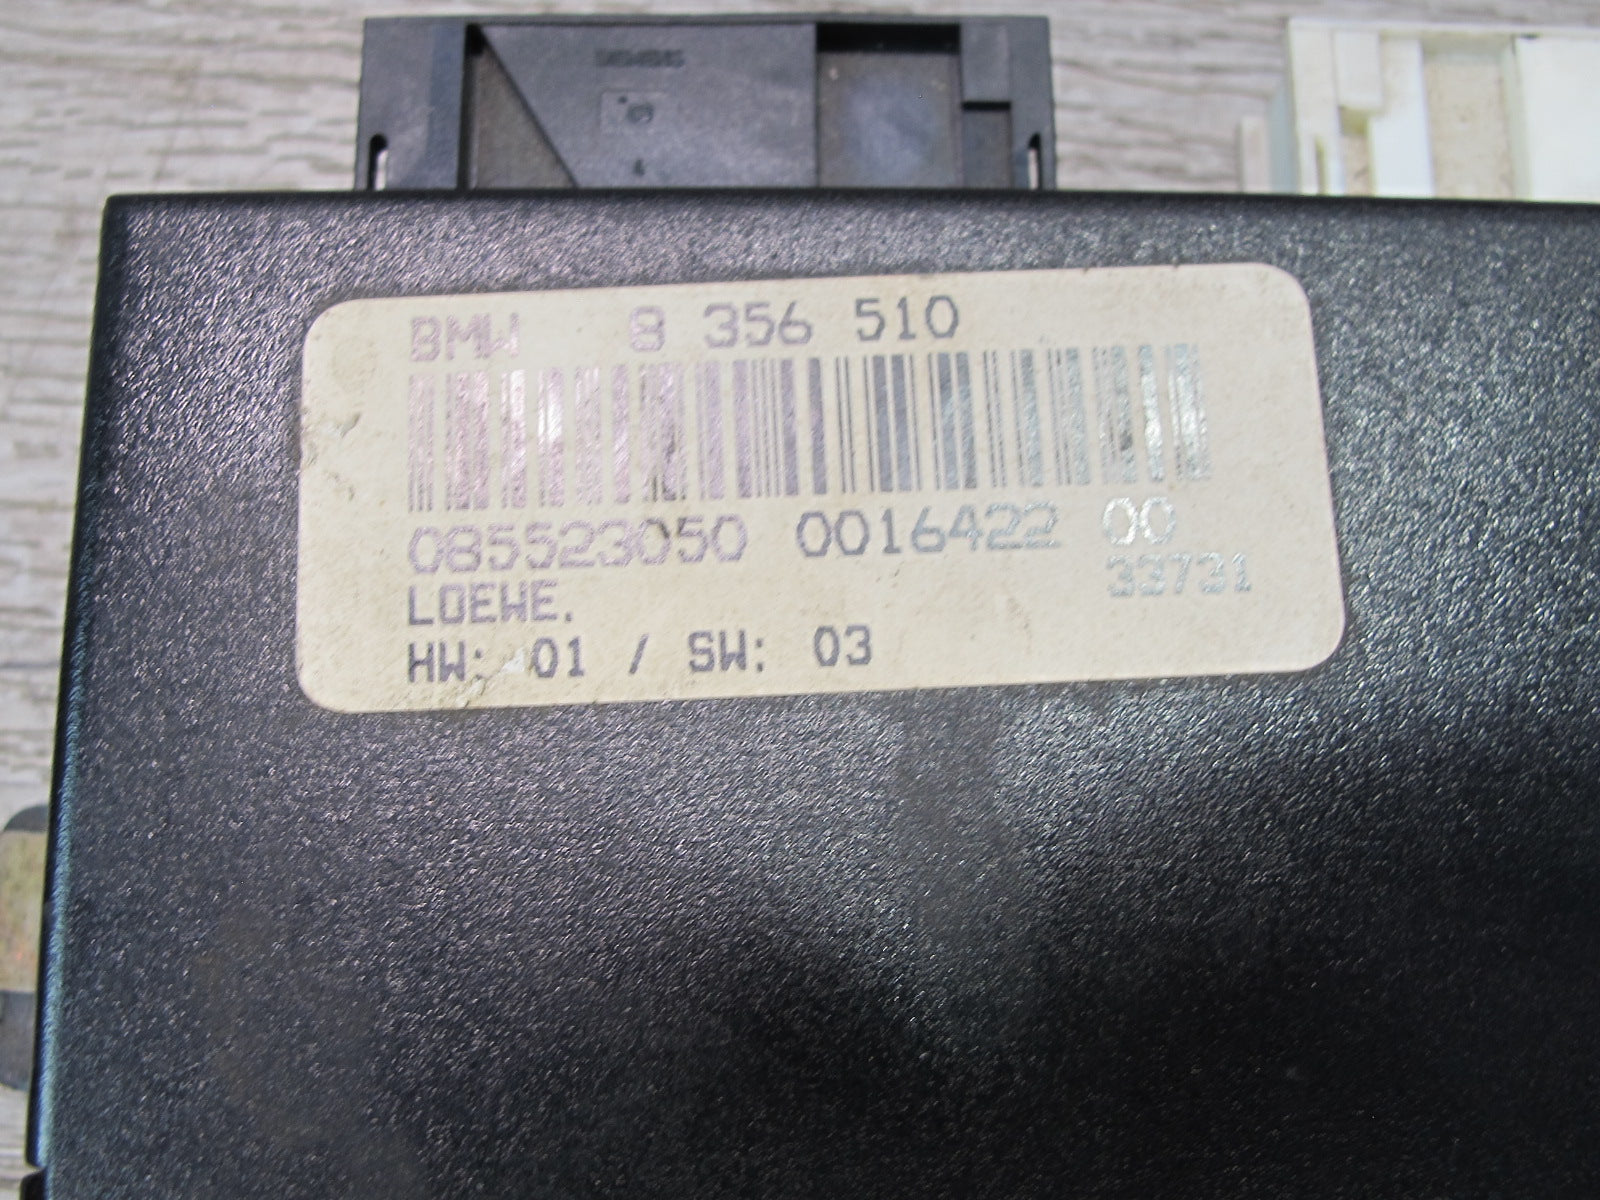 BMW 8 356 510
085523050 0016422 00
33731
LOEWE.
HW: 01 / SW: 03